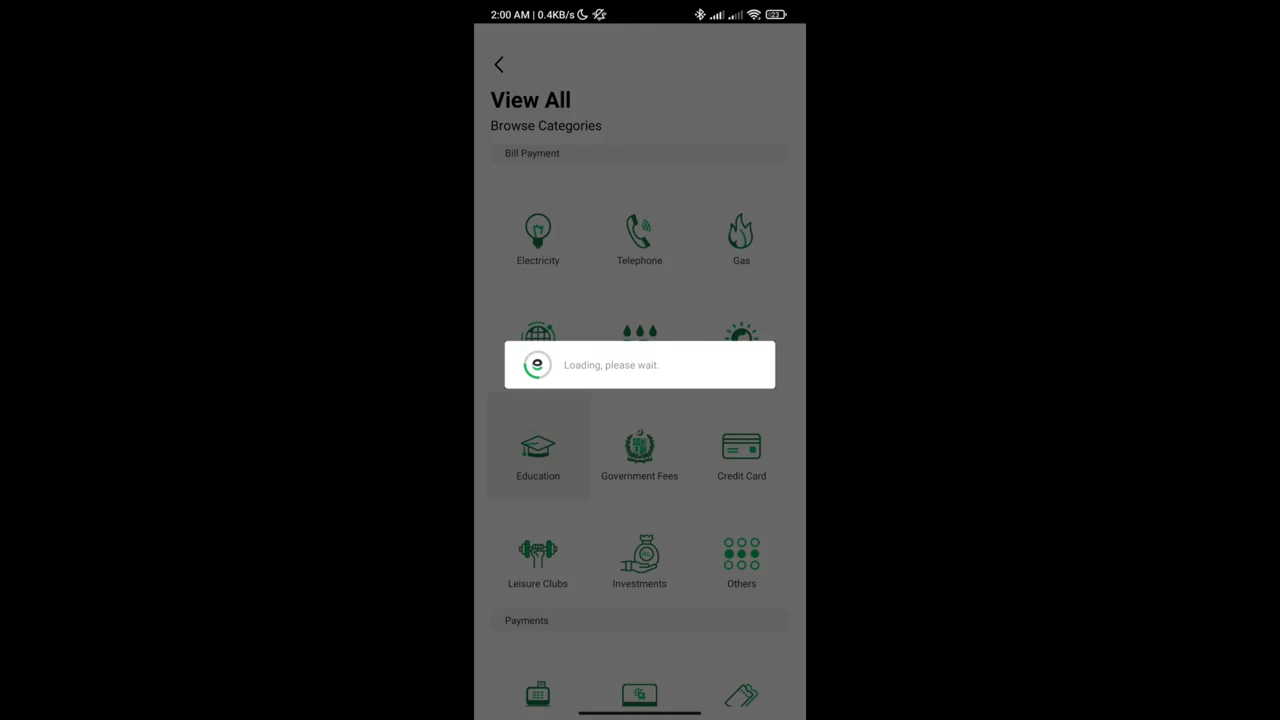 2:00 AM | 0.4KB/s 23
View All
Browse Categories
Bill Payment
Electricity Telephone Gas
Loading, please wait.
Education Government Fees Credit Card
Leisure Clubs Investments Others
Payments